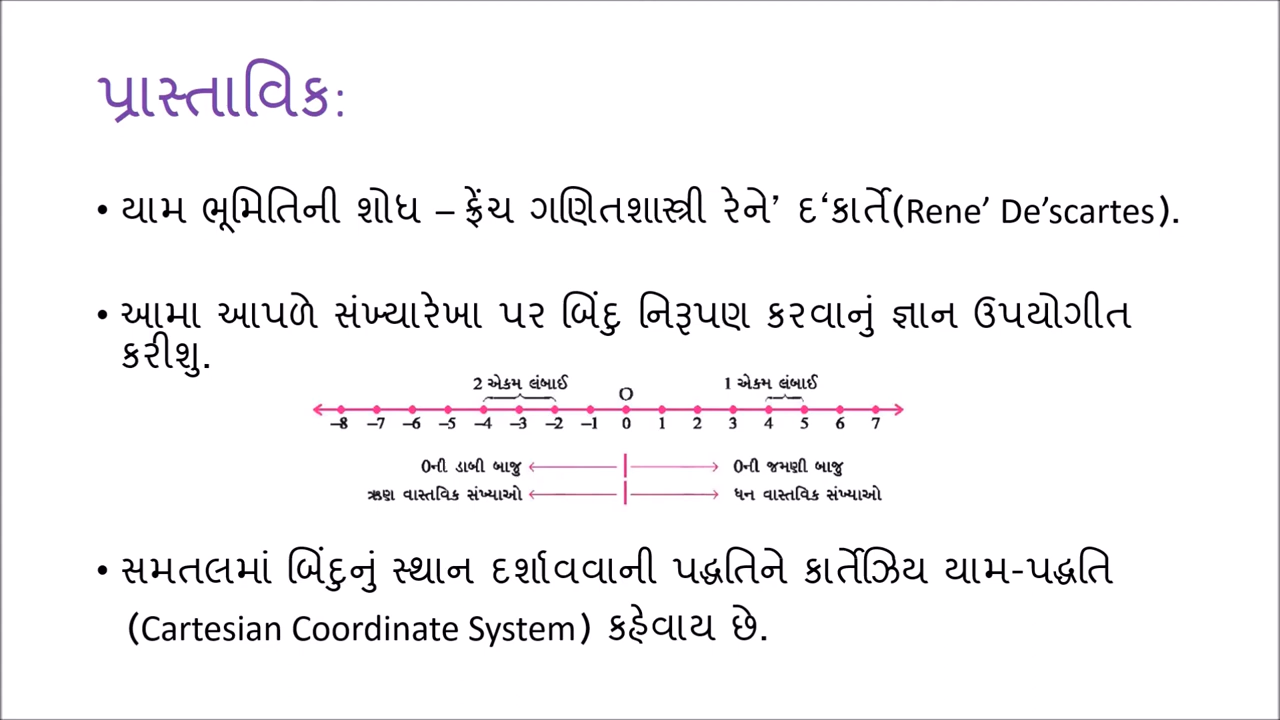 પ્રાસ્તાવિક:
• યામ ભૂમિતિની શોધ – ફ્રેંચ ગણિતશાસ્ત્રી રેને’ દ‘કાર્તે(Rene’ De’scartes).
• આમા આપળે સંખ્યારેખા પર બિંદુ નિરૂપણ કરવાનું જ્ઞાન ઉપયોગીત
કરીશુ.
2 એકમ લંબાઈ O 1 એકમ લંબાઈ
–8 –7 –6 –5 –4 –3 –2 –1 0 1 2 3 4 5 6 7
0ની ડાબી બાજુ 0ની જમણી બાજુ
ઋણ વાસ્તવિક સંખ્યાઓ ધન વાસ્તવિક સંખ્યાઓ
• સમતલમાં બિંદુનું સ્થાન દર્શાવવાની પદ્ધતિને કાર્તેઝિય યામ-પદ્ધતિ
(Cartesian Coordinate System) કહેવાય છે.